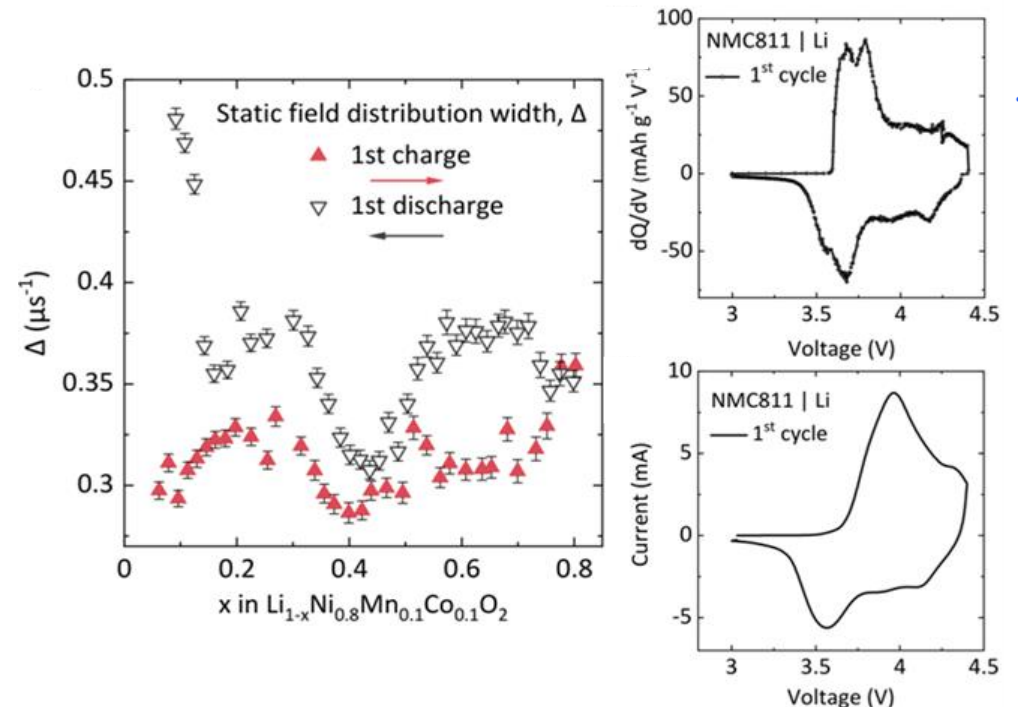 0.5
0.45
0.4
0.35
0.3
Δ (μs⁻¹)
Static field distribution width, Δ
1st charge
1st discharge
0
0.2
0.4
0.6
0.8
x in Li₁₋ₓNi₀.₈Mn₀.₁Co₀.₁O₂
100
50
0
-50
dQ/dV (mAh g⁻¹ V⁻¹)
NMC811 | Li
1ˢᵗ cycle
3
3.5
4
4.5
Voltage (V)
10
5
0
-5
Current (mA)
NMC811 | Li
1ˢᵗ cycle
3
3.5
4
4.5
Voltage (V)